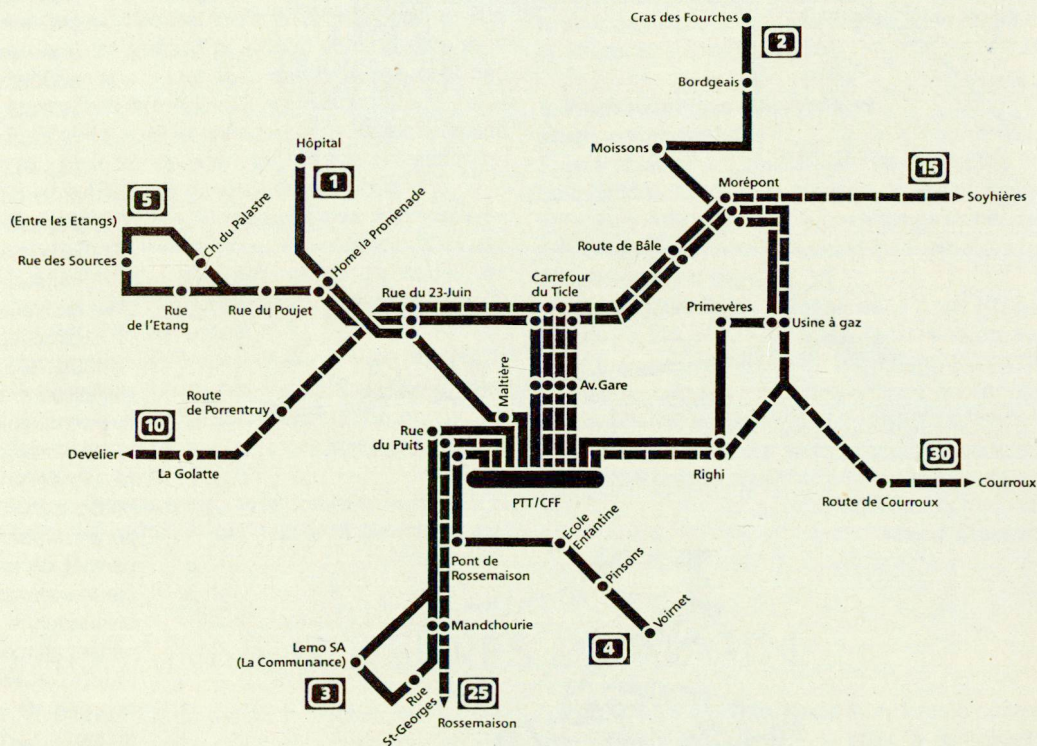 Cras des Fourches
2
Bordgeais
Hôpital
Moissons
1
15
Morépont
5
Soyhières
(Entre les Etangs)
Ch. du Palastre
Home la Promenade
Route de Bâle
Rue des Sources
Rue du 23-Juin
Carrefour
du Ticle
Rue
de l'Etang
Rue du Poujet
Primevères
Usine à gaz
Maltière
Av. Gare
Route
de Porrentruy
10
Rue
du Puits
Develier
La Golatte
Righi
30
Courroux
PTT/CFF
Route de Courroux
Ecole
Enfantine
Pont de
Rossemaison
Pinsons
Voirnet
Mandchourie
4
Lemo SA
(La Communance)
3
Rue
St-Georges
25
Rossemaison